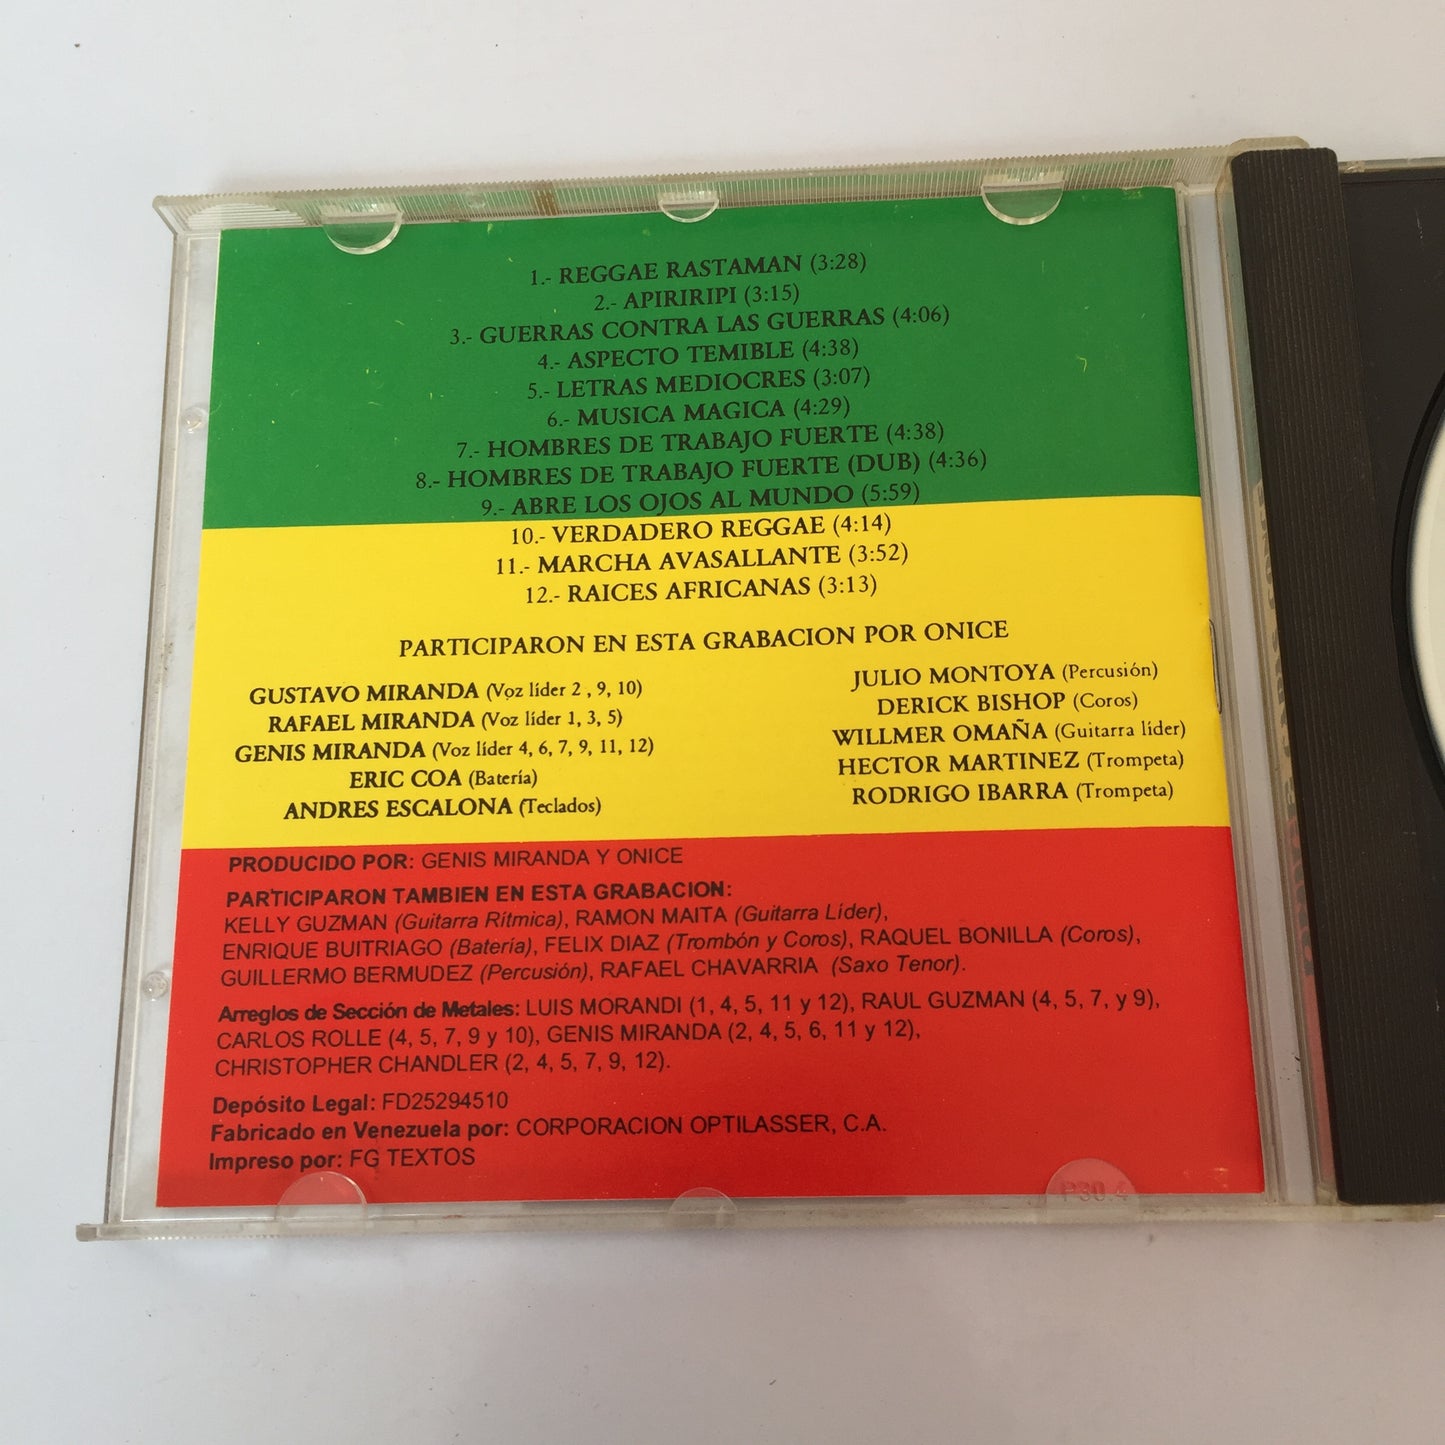 1.- REGGAE RASTAMAN (3:28)
2.- APIRIRIPI (3:15)
3.- GUERRAS CONTRA LAS GUERRAS (4:06)
4.- ASPECTO TEMIBLE (4:38)
5.- LETRAS MEDIOCRES (3:07)
6.- MUSICA MAGICA (4:29)
7.- HOMBRES DE TRABAJO FUERTE (4:38)
8.- HOMBRES DE TRABAJO FUERTE (DUB) (4:36)
9.- ABRE LOS OJOS AL MUNDO (5:59)
10.- VERDADERO REGGAE (4:14)
11.- MARCHA AVASALLANTE (3:52)
12.- RAICES AFRICANAS (3:13)
PARTICIPARON EN ESTA GRABACION POR ONICE
GUSTAVO MIRANDA (Voz líder 2 , 9, 10)
RAFAEL MIRANDA (Voz líder 1, 3, 5)
GENIS MIRANDA (Voz líder 4, 6, 7, 9, 11, 12)
ERIC COA (Batería)
ANDRES ESCALONA (Teclados)
JULIO MONTOYA (Percusión)
DERICK BISHOP (Coros)
WILLMER OMAÑA (Guitarra líder)
HECTOR MARTINEZ (Trompeta)
RODRIGO IBARRA (Trompeta)
PRODUCIDO POR: GENIS MIRANDA Y ONICE
PARTICIPARON TAMBIEN EN ESTA GRABACION:
KELLY GUZMAN (Guitarra Rítmica), RAMON MAITA (Guitarra Líder),
ENRIQUE BUITRIAGO (Batería), FELIX DIAZ (Trombón y Coros), RAQUEL BONILLA (Coros),
GUILLERMO BERMUDEZ (Percusión), RAFAEL CHAVARRIA (Saxo Tenor).
Arreglos de Sección de Metales: LUIS MORANDI (1, 4, 5, 11 y 12), RAUL GUZMAN (4, 5, 7, y 9),
CARLOS ROLLE (4, 5, 7, 9 y 10), GENIS MIRANDA (2, 4, 5, 6, 11 y 12),
CHRISTOPHER CHANDLER (2, 4, 5, 7, 9, 12).
Depósito Legal: FD25294510
Fabricado en Venezuela por: CORPORACION OPTILASSER, C.A.
Impreso por: FG TEXTOS
P30.4